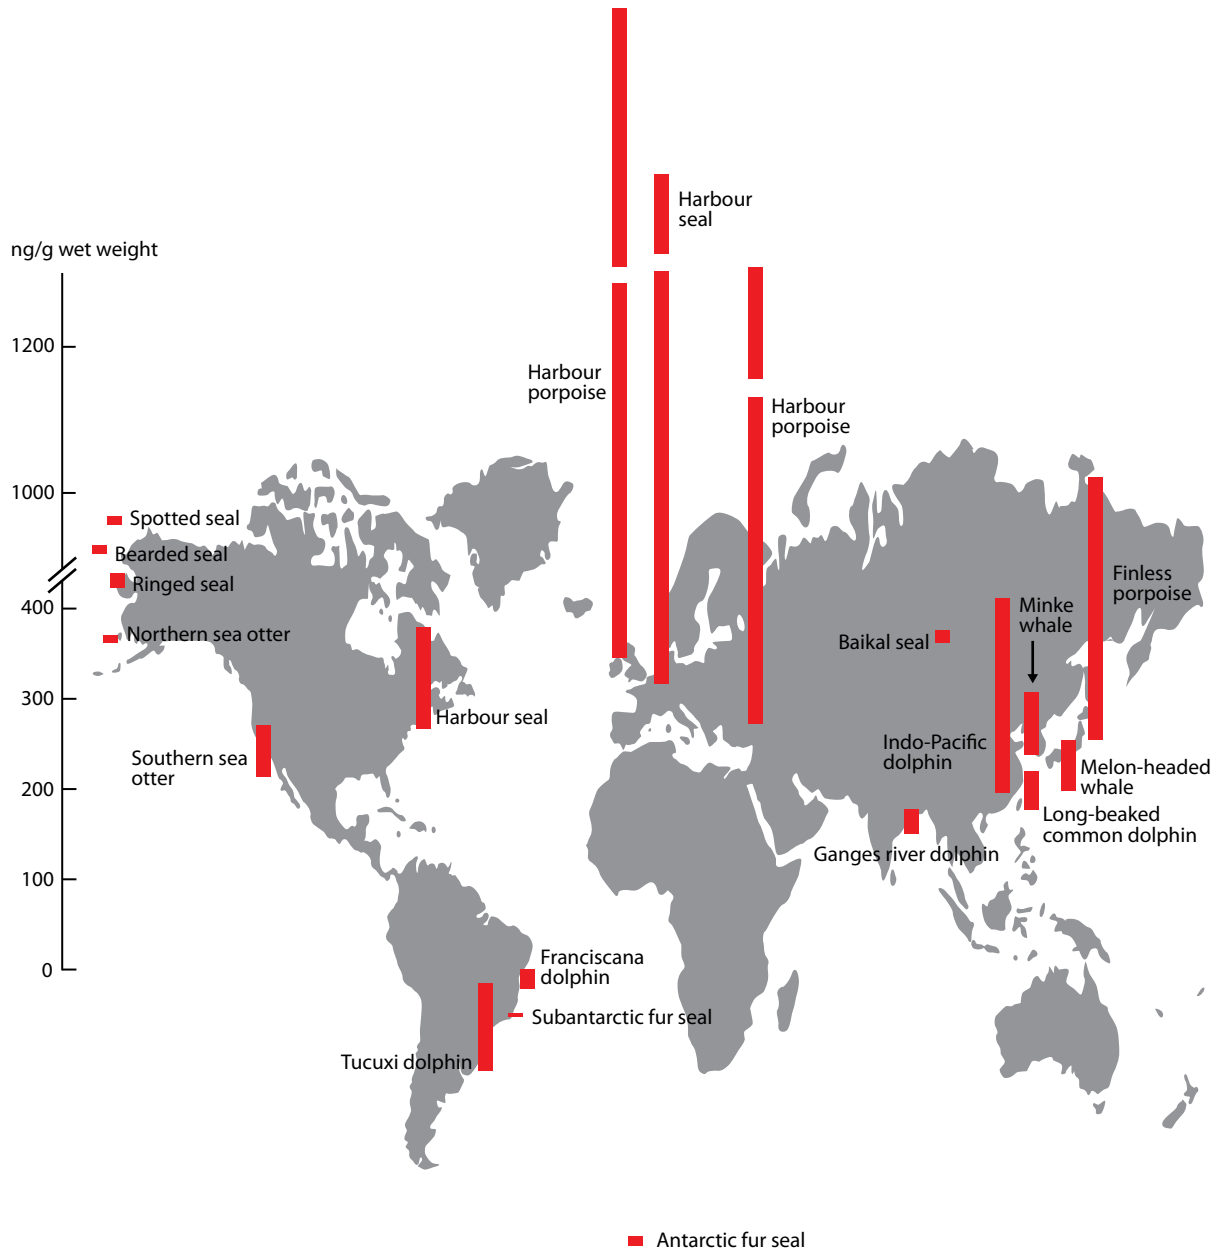 ng/g wet weight
1200
1000
400
300
200
100
0
Harbour
seal
Harbour
porpoise
Harbour
porpoise
Spotted seal
Bearded seal
Ringed seal
Northern sea otter
Finless
porpoise
Minke
whale
Baikal seal
Harbour seal
Southern sea
otter
Indo-Pacific
dolphin
Melon-headed
whale
Long-beaked
common dolphin
Ganges river dolphin
Franciscana
dolphin
Subantarctic fur seal
Tucuxi dolphin
Antarctic fur seal